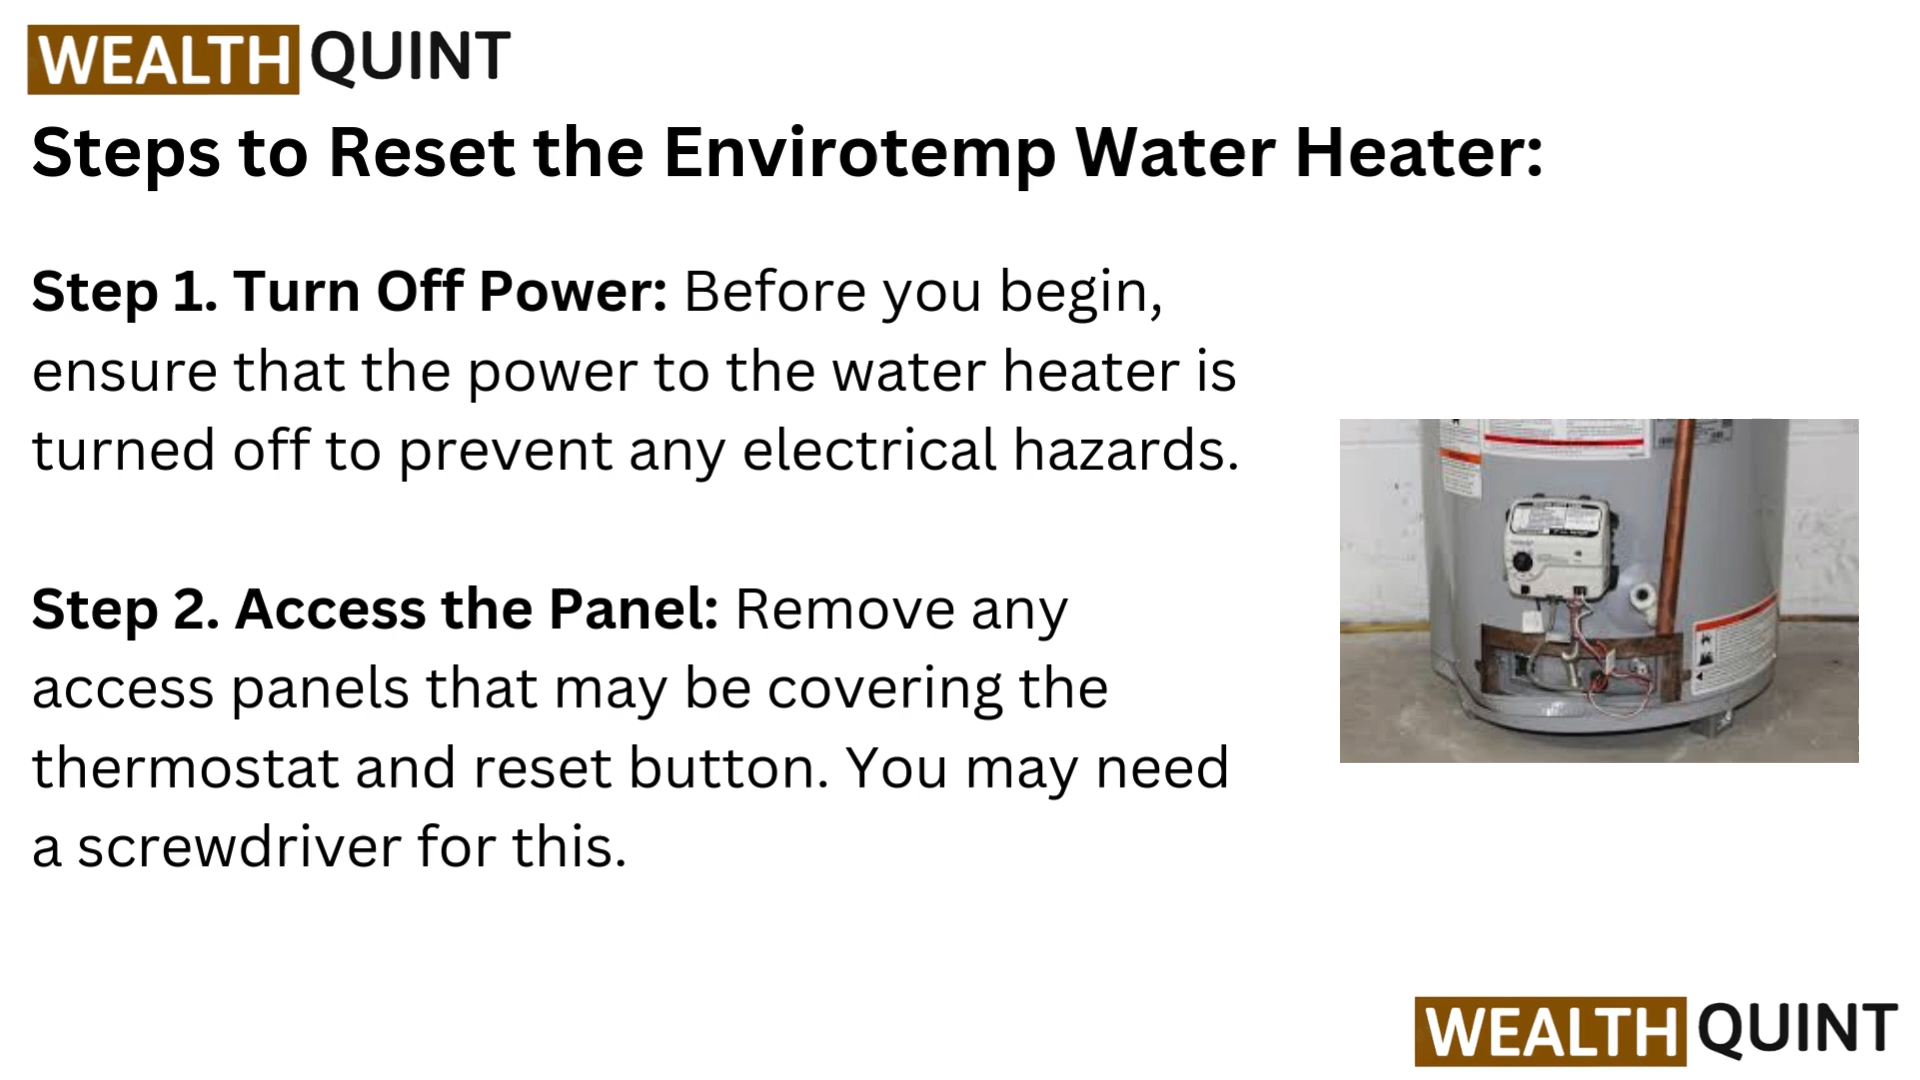 WEALTH QUINT
Steps to Reset the Envirotemp Water Heater:
Step 1. Turn Off Power: Before you begin,
ensure that the power to the water heater is
turned off to prevent any electrical hazards.
Step 2. Access the Panel: Remove any
access panels that may be covering the
thermostat and reset button. You may need
a screwdriver for this.
WEALTH QUINT